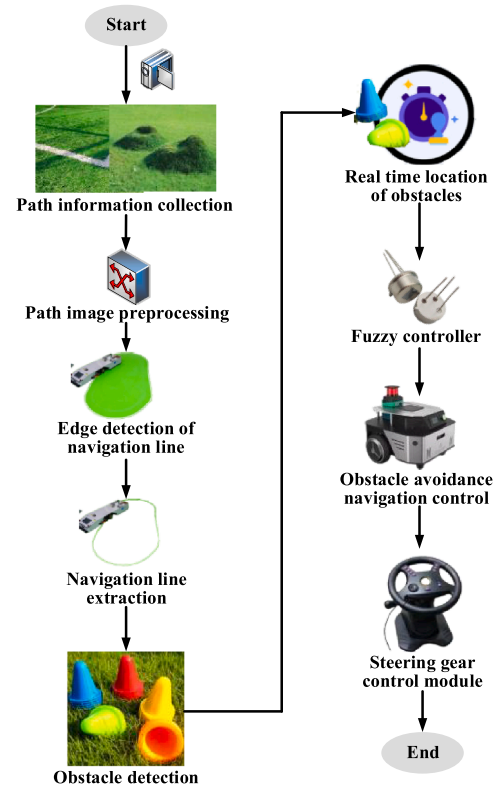 Start
Path information collection
Path image preprocessing
Edge detection of
navigation line
Navigation line
extraction
Obstacle detection
Real time location
of obstacles
Fuzzy controller
Obstacle avoidance
navigation control
Steering gear
control module
End